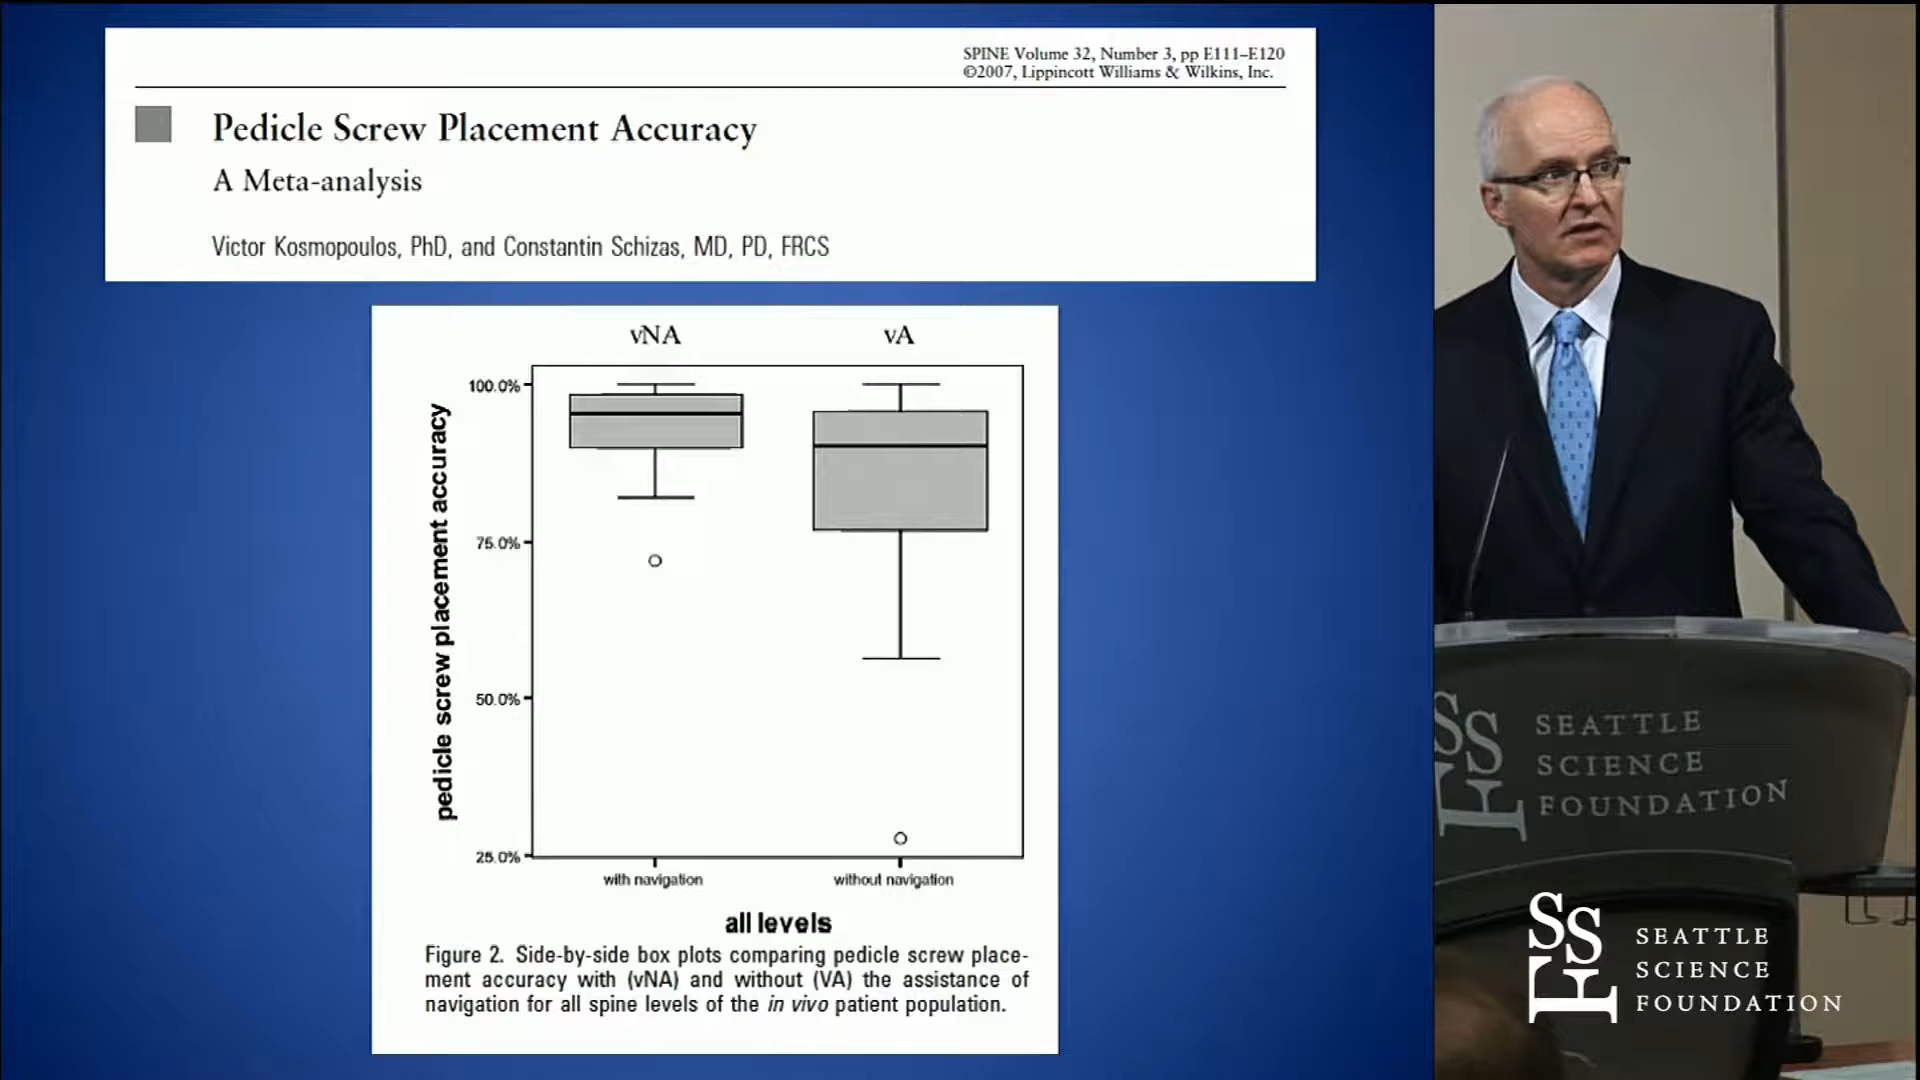 SPINE Volume 32, Number 3, pp E111–E120
©2007, Lippincott Williams & Wilkins, Inc.
Pedicle Screw Placement Accuracy
A Meta-analysis
Victor Kosmopoulos, PhD, and Constantin Schizas, MD, PD, FRCS
vNA vA
100.0%
75.0%
50.0%
25.0%
pedicle screw placement accuracy
with navigation without navigation
all levels
Figure 2. Side-by-side box plots comparing pedicle screw place-
ment accuracy with (vNA) and without (VA) the assistance of
navigation for all spine levels of the in vivo patient population.
SSF
SEATTLE
SCIENCE
FOUNDATION
SSF
SEATTLE
SCIENCE
FOUNDATION